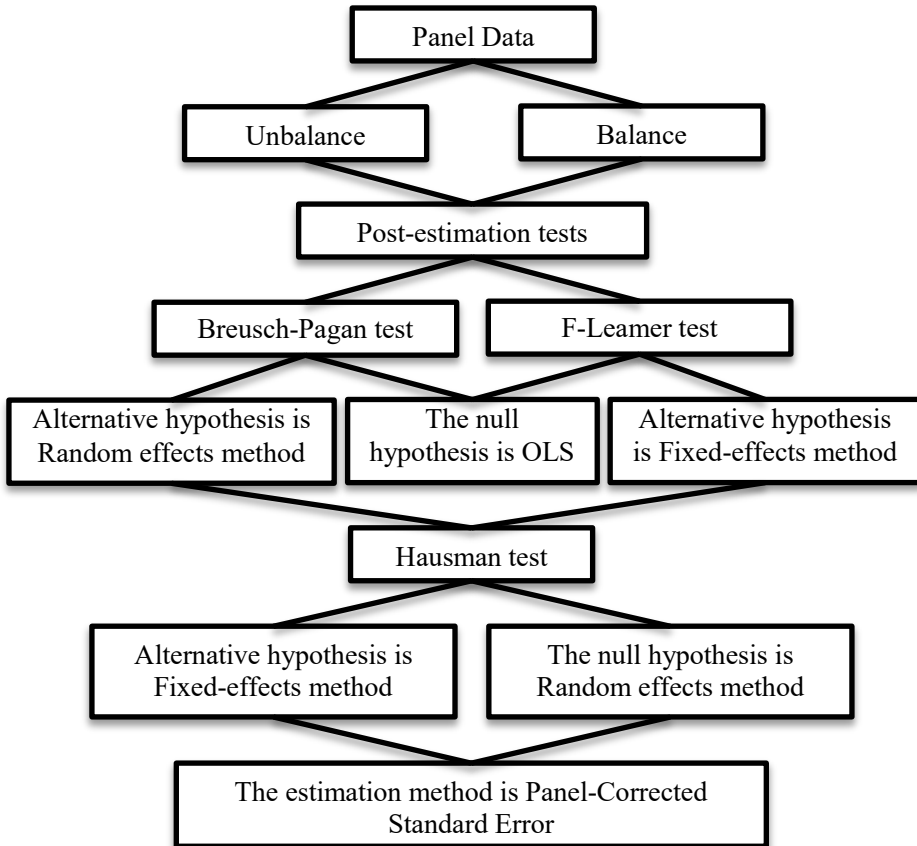 Panel Data
Unbalance
Balance
Post-estimation tests
Breusch-Pagan test
F-Leamer test
Alternative hypothesis is
Random effects method
The null
hypothesis is OLS
Alternative hypothesis
is Fixed-effects method
Hausman test
Alternative hypothesis is
Fixed-effects method
The null hypothesis is
Random effects method
The estimation method is Panel-Corrected
Standard Error